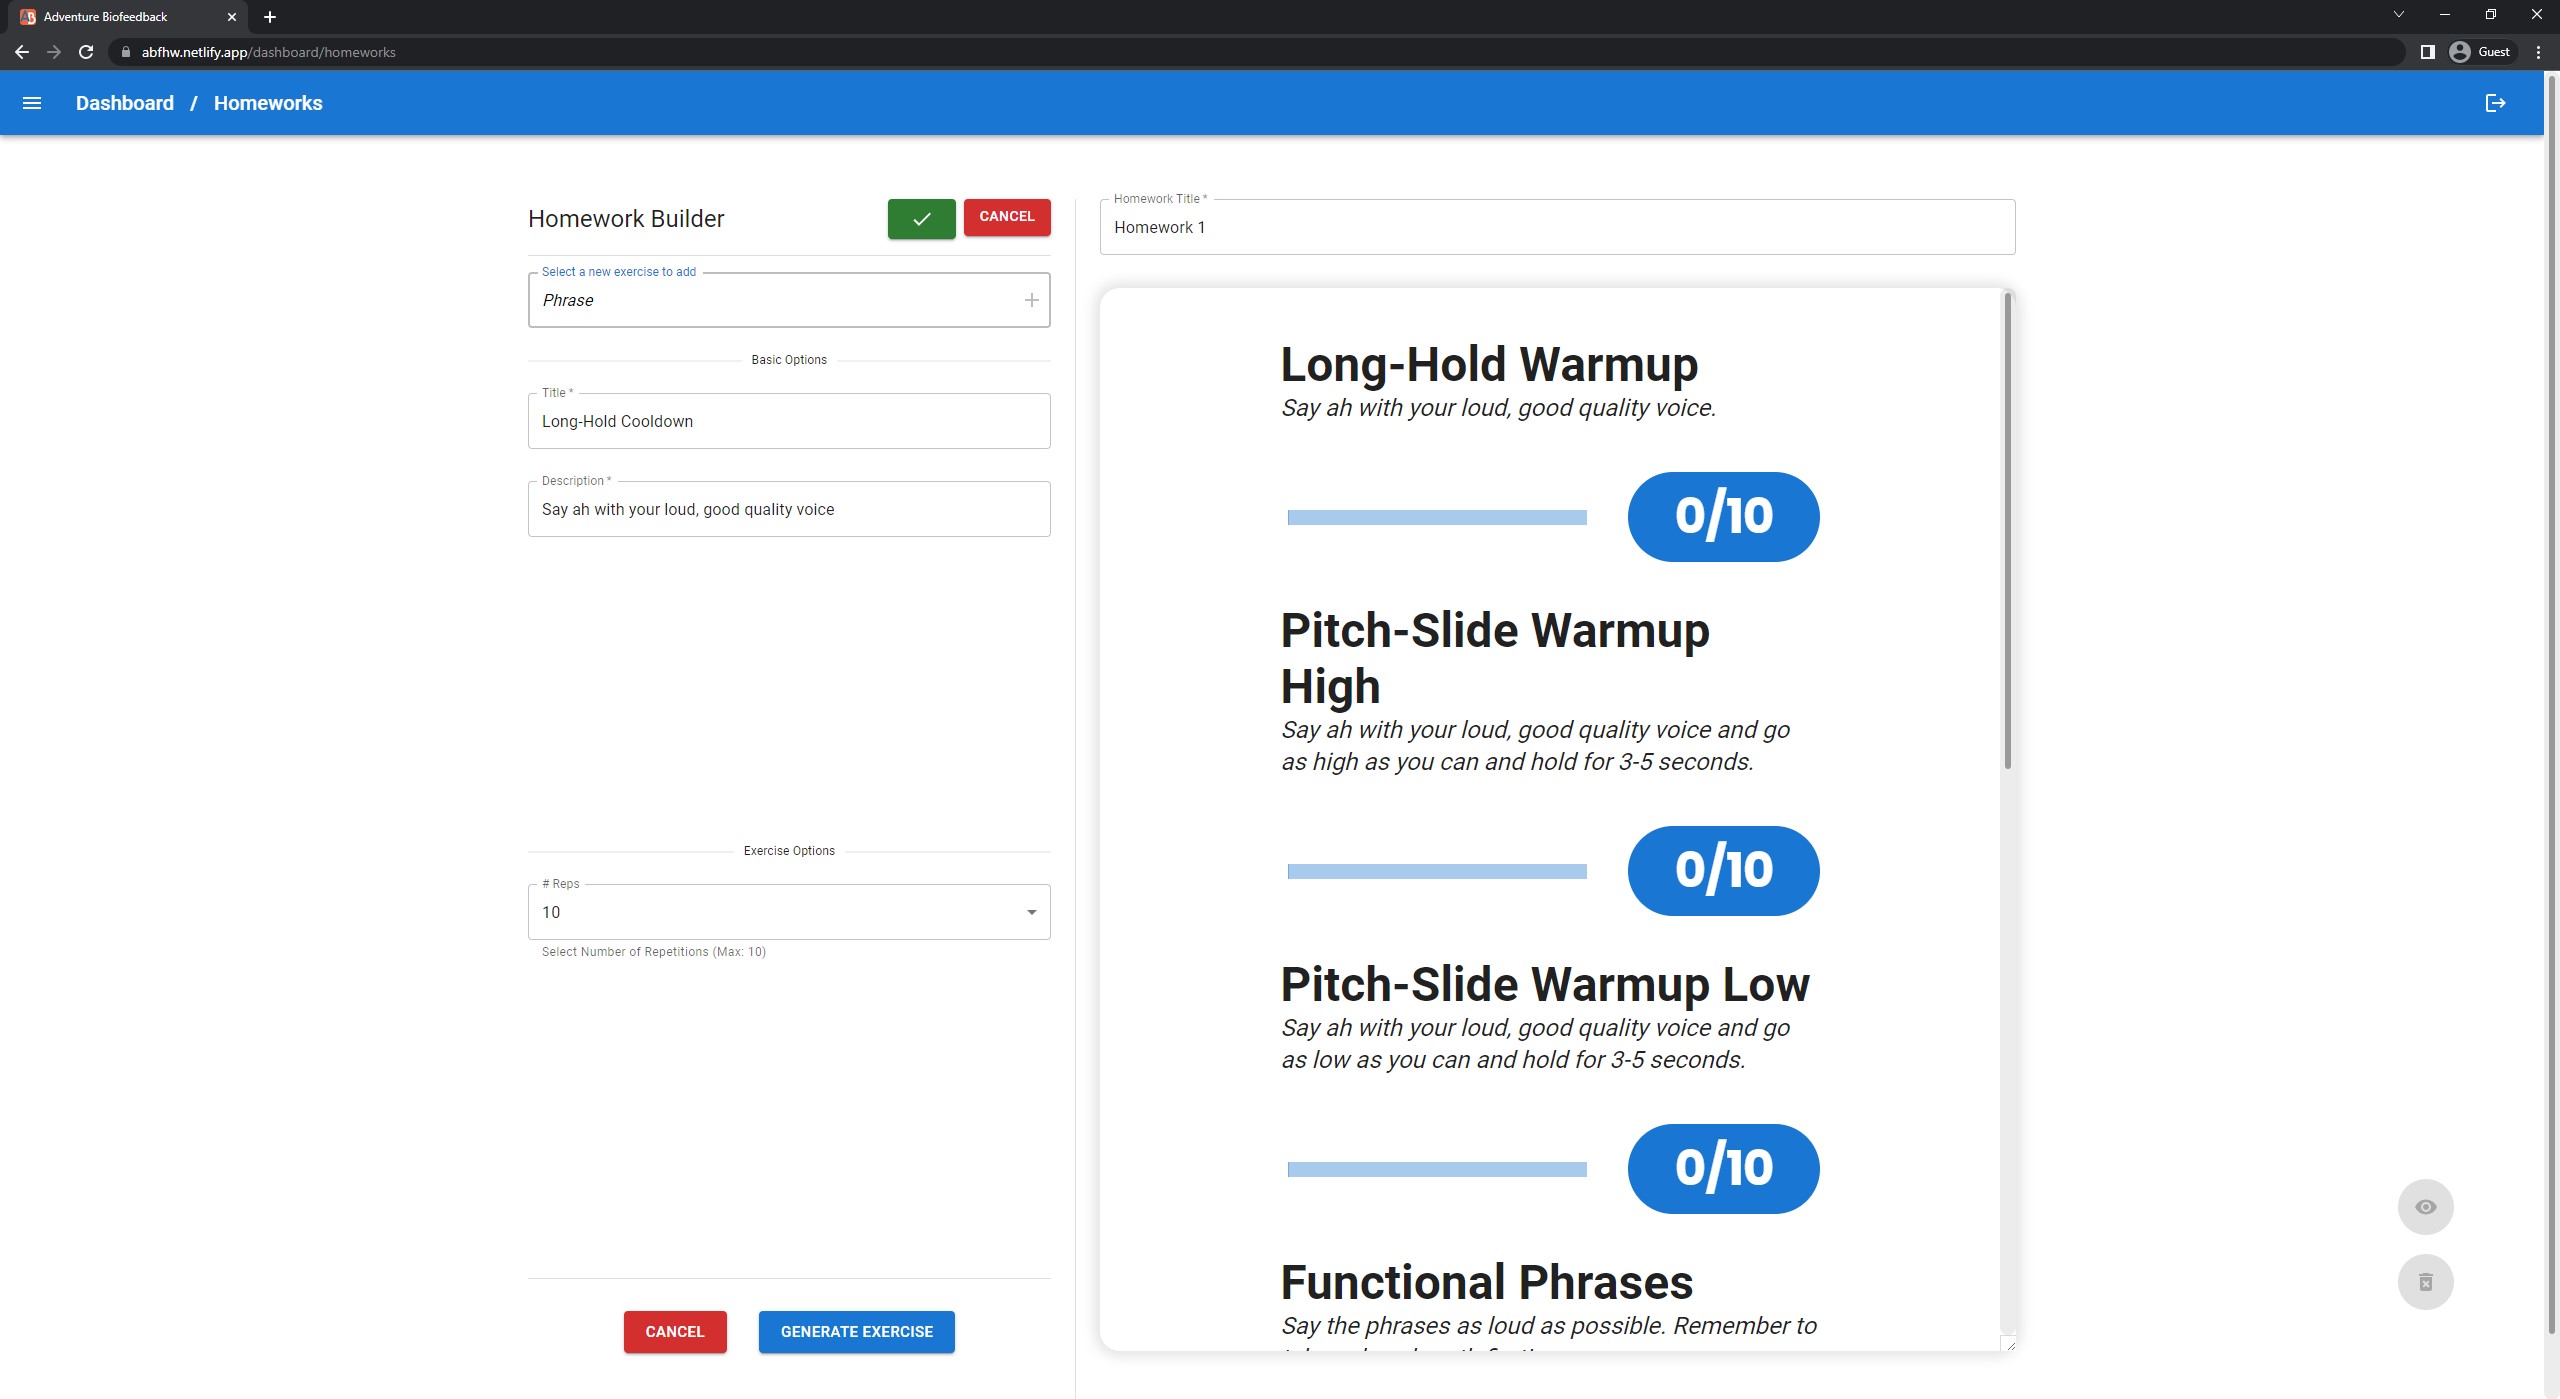 Adventure Biofeedback
abfhw.netlify.app/dashboard/homeworks
Guest
Dashboard / Homeworks
Homework Builder
CANCEL
Select a new exercise to add
Phrase
Basic Options
Title *
Long-Hold Cooldown
Description *
Say ah with your loud, good quality voice
Exercise Options
# Reps
10
Select Number of Repetitions (Max: 10)
CANCEL
GENERATE EXERCISE
Homework Title *
Homework 1
Long-Hold Warmup
Say ah with your loud, good quality voice.
0/10
Pitch-Slide Warmup
High
Say ah with your loud, good quality voice and go
as high as you can and hold for 3-5 seconds.
0/10
Pitch-Slide Warmup Low
Say ah with your loud, good quality voice and go
as low as you can and hold for 3-5 seconds.
0/10
Functional Phrases
Say the phrases as loud as possible. Remember to